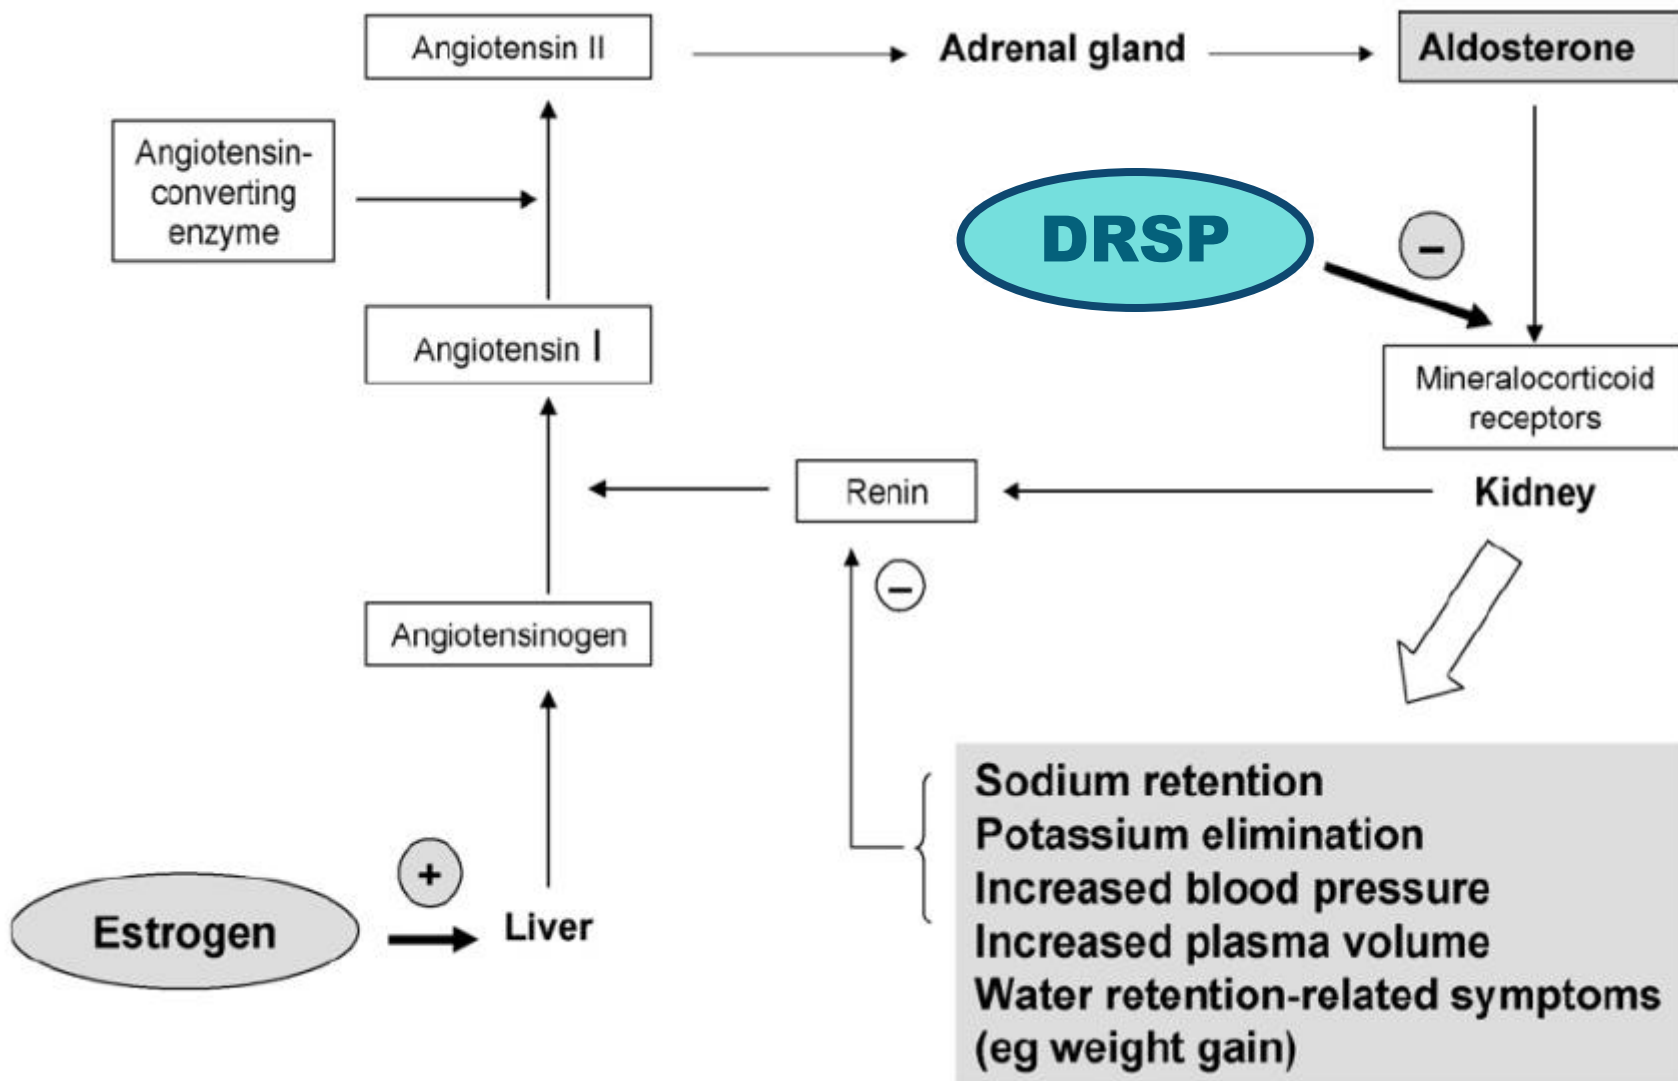 Angiotensin II
Adrenal gland
Aldosterone
Angiotensin-
converting
enzyme
DRSP
−
Angiotensin I
Mineralocorticoid
receptors
Renin
Kidney
−
Angiotensinogen
Sodium retention
Potassium elimination
Increased blood pressure
Increased plasma volume
Water retention-related symptoms
(eg weight gain)
+
Estrogen
Liver